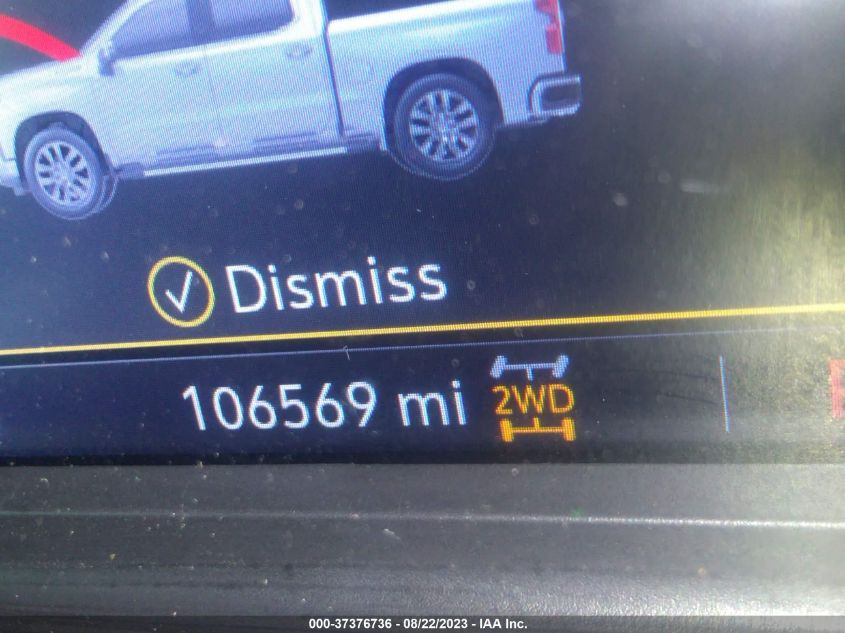 Dismiss
106569 mi 2WD
000-37376736 - 08/22/2023 - IAA Inc.